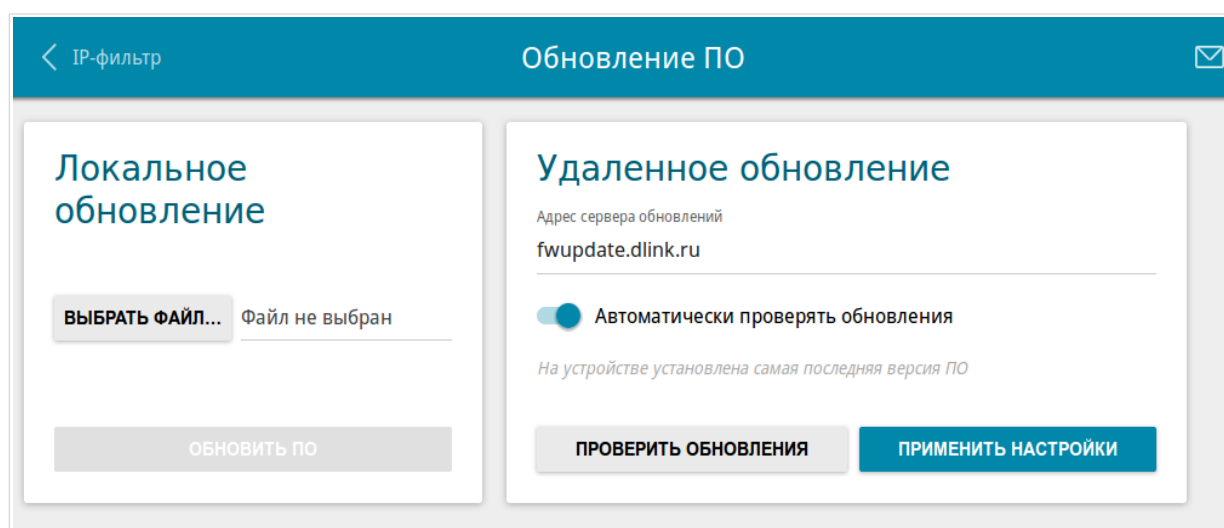 IP-фильтр
Обновление ПО
Локальное
обновление
ВЫБРАТЬ ФАЙЛ... Файл не выбран
ОБНОВИТЬ ПО
Удаленное обновление
Адрес сервера обновлений
fwupdate.dlink.ru
Автоматически проверять обновления
На устройстве установлена самая последняя версия ПО
ПРОВЕРИТЬ ОБНОВЛЕНИЯ ПРИМЕНИТЬ НАСТРОЙКИ